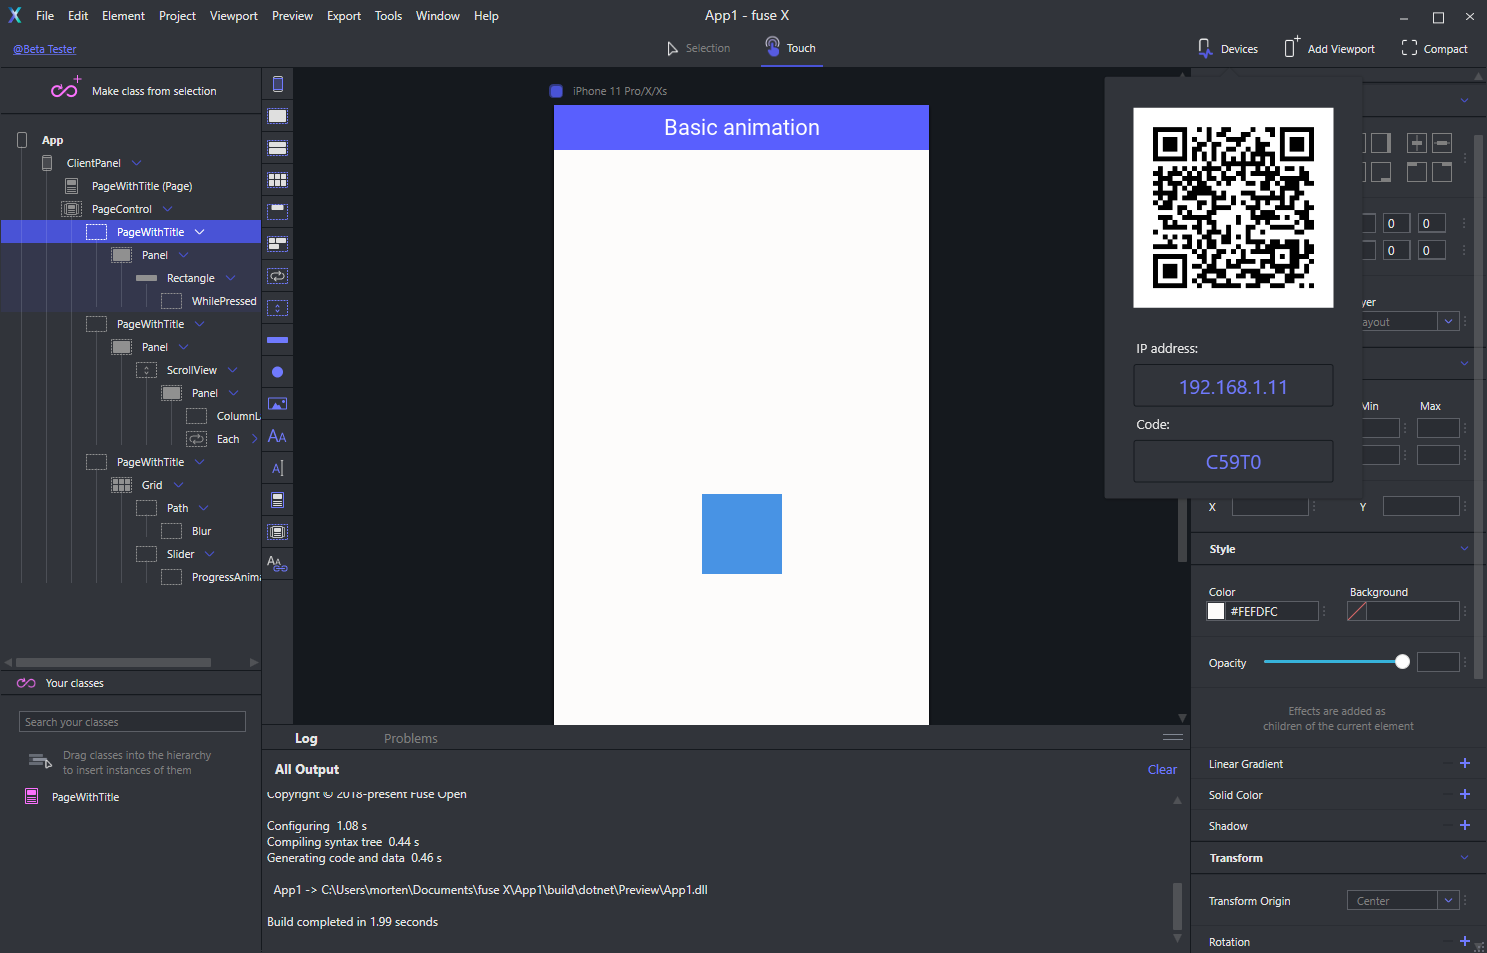 File Edit Element Project Viewport Preview Export Tools Window Help
App1 - fuse X
@Beta Tester
Selection
Touch
Devices
Add Viewport
Compact
Make class from selection
App
ClientPanel
PageWithTitle (Page)
PageControl
PageWithTitle
Panel
Rectangle
WhilePressed
PageWithTitle
Panel
ScrollView
Panel
ColumnL
Each
PageWithTitle
Grid
Path
Blur
Slider
ProgressAnima
Your classes
Search your classes
Drag classes into the hierarchy
to insert instances of them
PageWithTitle
iPhone 11 Pro/X/Xs
Basic animation
Log
Problems
All Output
Clear
Copyright © 2018-present Fuse Open
Configuring 1.08 s
Compiling syntax tree 0.44 s
Generating code and data 0.46 s
App1 -> C:\Users\morten\Documents\fuse X\App1\build\dotnet\Preview\App1.dll
Build completed in 1.99 seconds
IP address:
192.168.1.11
Code:
C59T0
0 0
0 0
yer
ayout
Min Max
X Y
Style
Color Background
#FEFDFC
Opacity
Effects are added as
children of the current element
Linear Gradient
Solid Color
Shadow
Transform
Transform Origin
Center
Rotation